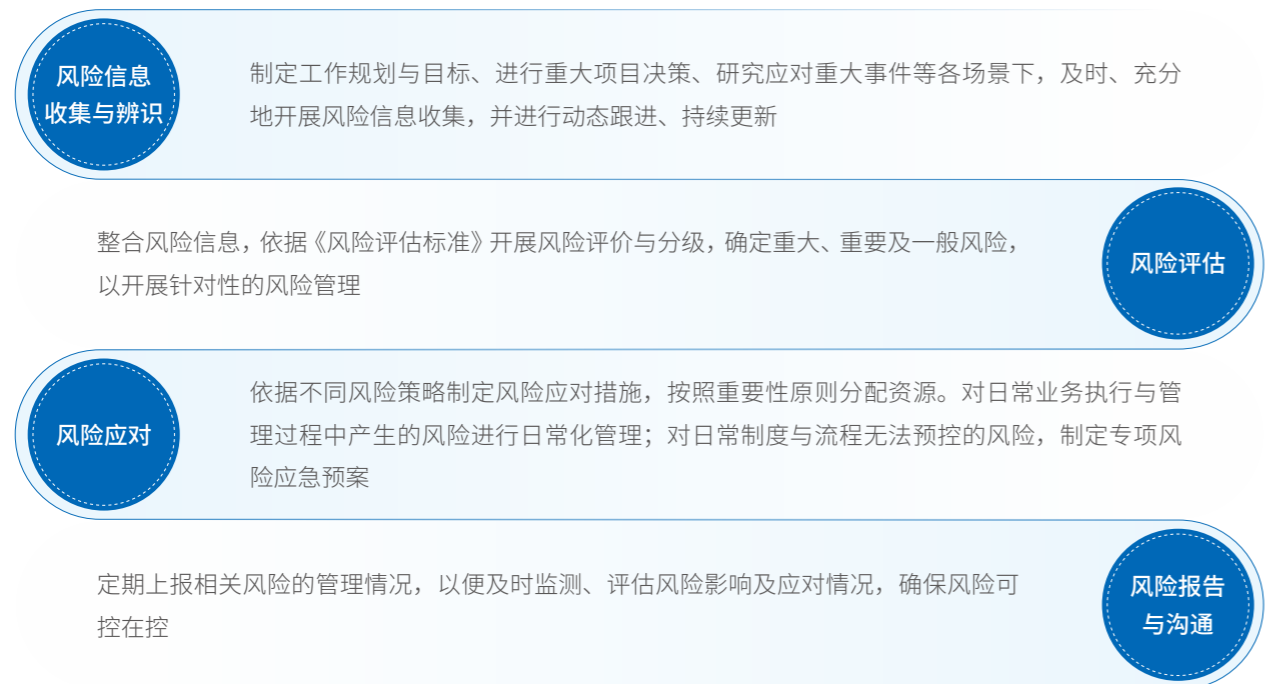 风险信息
收集与辨识
制定工作规划与目标、进行重大项目决策、研究应对重大事件等各场景下，及时、充分
地开展风险信息收集，并进行动态跟进、持续更新
整合风险信息，依据《风险评估标准》开展风险评价与分级，确定重大、重要及一般风险，
以开展针对性的风险管理
风险评估
风险应对
依据不同风险策略制定风险应对措施，按照重要性原则分配资源。对日常业务执行与管
理过程中产生的风险进行日常化管理；对日常制度与流程无法预控的风险，制定专项风
险应急预案
定期上报相关风险的管理情况，以便及时监测、评估风险影响及应对情况，确保风险可
控在控
风险报告
与沟通